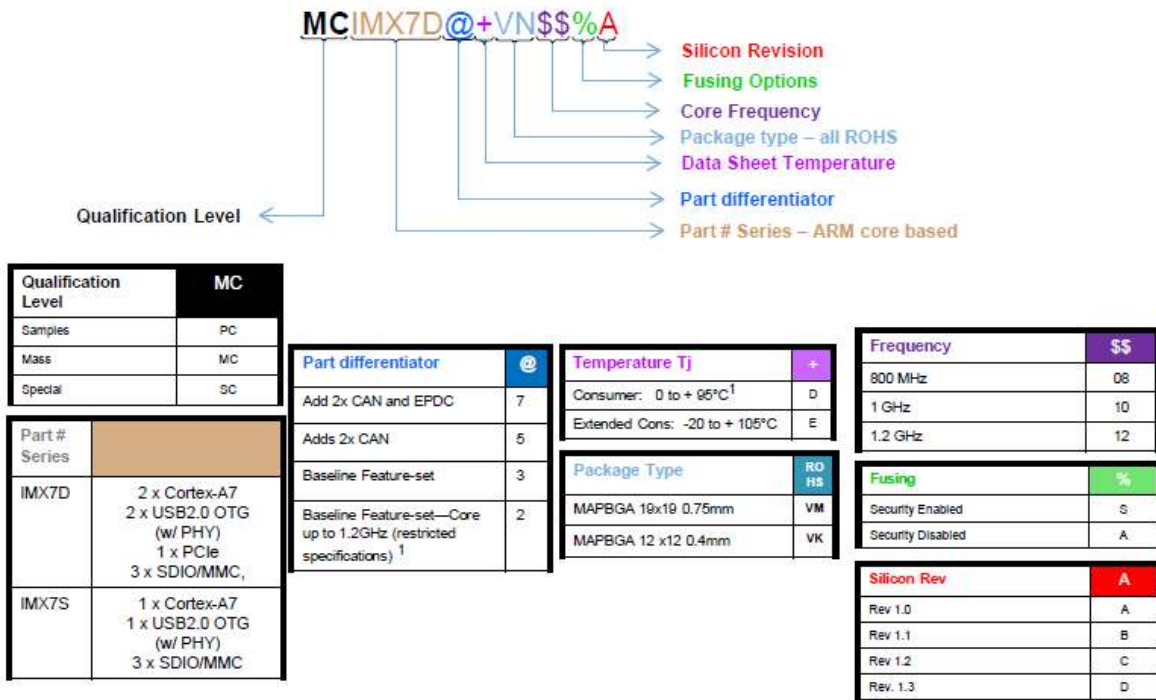 MCIMX7D@+VN$$%A
Silicon Revision
Fusing Options
Core Frequency
Package type – all ROHS
Data Sheet Temperature
Part differentiator
Qualification Level
Part # Series – ARM core based
Qualification
Level
MC
Samples PC
Mass MC
Special SC
Part #
Series
IMX7D
2 x Cortex-A7
2 x USB2.0 OTG
(w/ PHY)
1 x PCIe
3 x SDIO/MMC,
IMX7S
1 x Cortex-A7
1 x USB2.0 OTG
(w/ PHY)
3 x SDIO/MMC
Part differentiator @
Add 2x CAN and EPDC 7
Adds 2x CAN 5
Baseline Feature-set 3
Baseline Feature-set—Core 2
up to 1.2GHz (restricted
specifications) 1
Temperature Tj +
Consumer: 0 to + 95°C1 D
Extended Cons: -20 to + 105°C E
Package Type
RO
HS
MAPBGA 19x19 0.75mm VM
MAPBGA 12 x12 0.4mm VK
Frequency $$
800 MHz 08
1 GHz 10
1.2 GHz 12
Fusing %
Security Enabled S
Security Disabled A
Silicon Rev A
Rev 1.0 A
Rev 1.1 B
Rev 1.2 C
Rev. 1.3 D